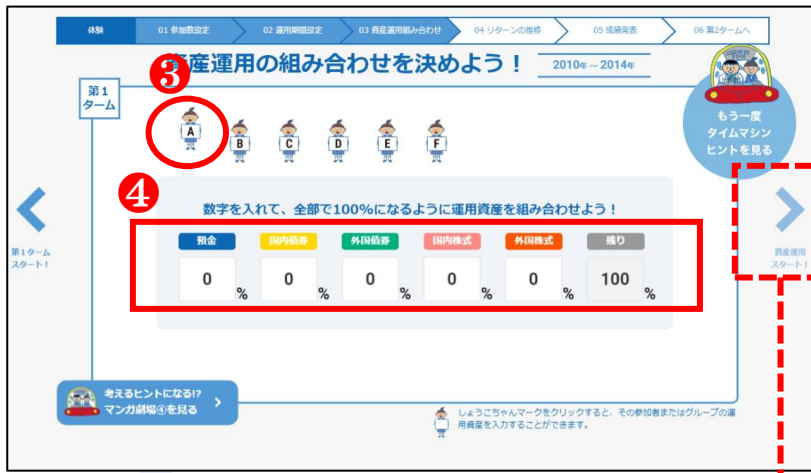 体験
01 参加数設定
02 運用期間設定
03 資産運用組み合わせ
04 リターンの推移
05 成績発表
06 第2タームへ
❸
資産運用の組み合わせを決めよう！
2010年～2014年
第1
ターム
もう一度
タイムマシン
ヒントを見る
A
B
C
D
E
F
❹
数字を入れて、全部で100%になるように運用資産を組み合わせよう！
預金
国内債券
外国債券
国内株式
外国株式
残り
0 %
0 %
0 %
0 %
0 %
100 %
第1ターム
スタート！
資産運用
スタート！
考えるヒントになる!?
マンガ劇場④を見る
しょうこちゃんマークをクリックすると、その参加者またはグループの運
用資産を入力することができます。